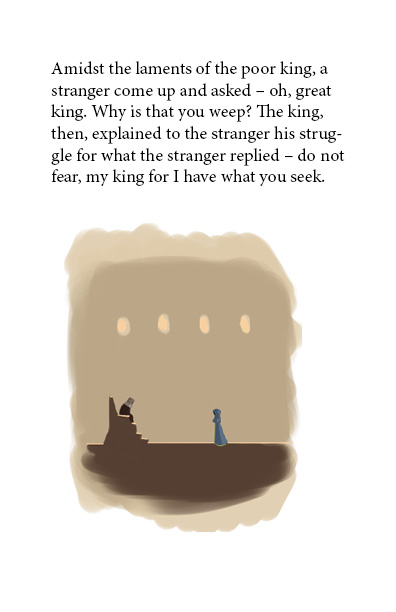 Amidst the laments of the poor king, a
stranger come up and asked – oh, great
king. Why is that you weep? The king,
then, explained to the stranger his strug-
gle for what the stranger replied – do not
fear, my king for I have what you seek.